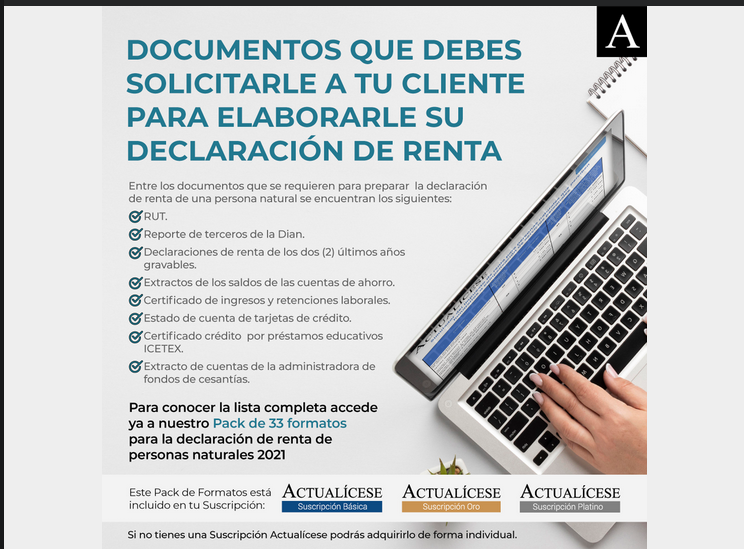 A
DOCUMENTOS QUE DEBES
SOLICITARLE A TU CLIENTE
PARA ELABORARLE SU
DECLARACIÓN DE RENTA
Entre los documentos que se requieren para preparar la declaración
de renta de una persona natural se encuentran los siguientes:
RUT.
Reporte de terceros de la Dian.
Declaraciones de renta de los dos (2) últimos años
gravables.
Extractos de los saldos de las cuentas de ahorro.
Certificado de ingresos y retenciones laborales.
Estado de cuenta de tarjetas de crédito.
Certificado crédito por préstamos educativos
ICETEX.
Extracto de cuentas de la administradora de
fondos de cesantías.
ACTUALÍCESE
Para conocer la lista completa accede
ya a nuestro Pack de 33 formatos
para la declaración de renta de
personas naturales 2021
Este Pack de Formatos está
incluido en tu Suscripción:
ACTUALÍCESE
Suscripción Básica
ACTUALÍCESE
Suscripción Oro
ACTUALÍCESE
Suscripción Platino
Si no tienes una Suscripción Actualícese podrás adquirirlo de forma individual.